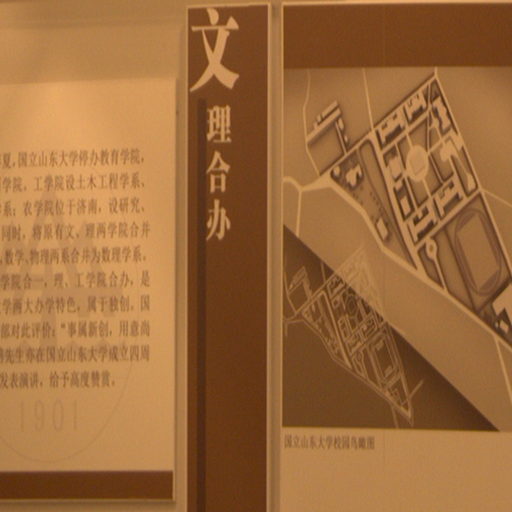 夏,国立山东大学停办教育学院,
学院,工学院设土木工程学系、
系;农学院位于济南,设研究、
同时,将原有文、理两学院合并
数学、物理两系合并为数理学系。
学院合一,理、工学院合办,是
学两大办学特色,属于独创。国
部对此评价:“事属新创,用意尚
先生亦在国立山东大学成立四周
发表演讲,给予高度赞赏。
1901
文理合办
国立山东大学校园鸟瞰图